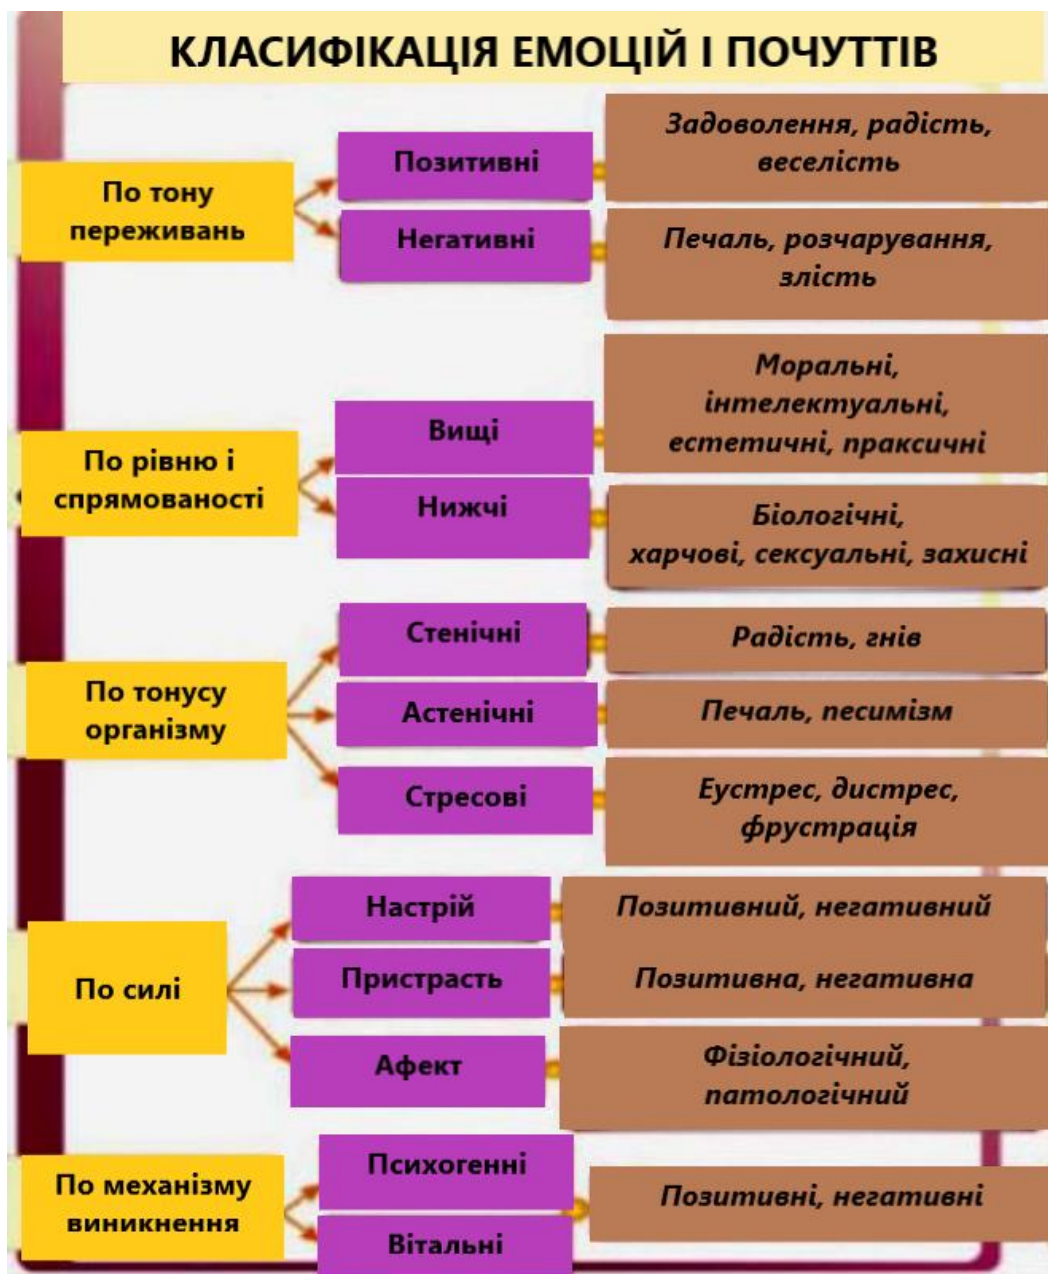 КЛАСИФІКАЦІЯ ЕМОЦІЙ І ПОЧУТТІВ
По тону
переживань
Позитивні
Задоволення, радість,
веселість
Негативні
Печаль, розчарування,
злість
По рівню і
спрямованості
Вищі
Моральні,
інтелектуальні,
естетичні, праксичні
Нижчі
Біологічні,
харчові, сексуальні, захисні
По тонусу
організму
Стенічні
Радість, гнів
Астенічні
Печаль, песимізм
Стресові
Еустрес, дистрес,
фрустрація
По силі
Настрій
Позитивний, негативний
Пристрасть
Позитивна, негативна
Афект
Фізіологічний,
патологічний
По механізму
виникнення
Психогенні
Вітальні
Позитивні, негативні